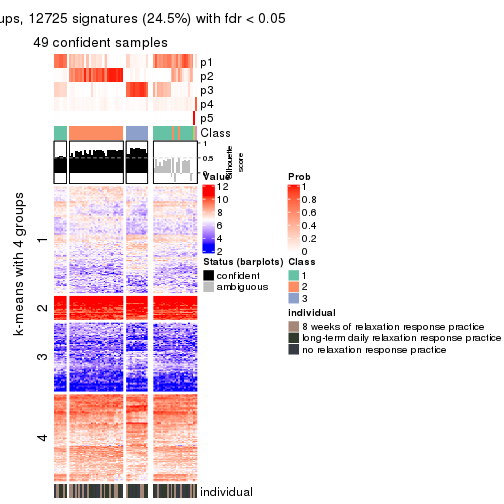 ups, 12725 signatures (24.5%) with fdr < 0.05
49 confident samples
p1
p2
p3
p4
p5
Class
1
0.5
0
Silhouette
score
k-means with 4 groups
1
2
3
4
individual
Value
12
10
8
6
4
2
Prob
1
0.8
0.6
0.4
0.2
0
Status (barplots)
confident
ambiguous
Class
1
2
3
individual
8 weeks of relaxation response practice
long-term daily relaxation response practice
no relaxation response practice